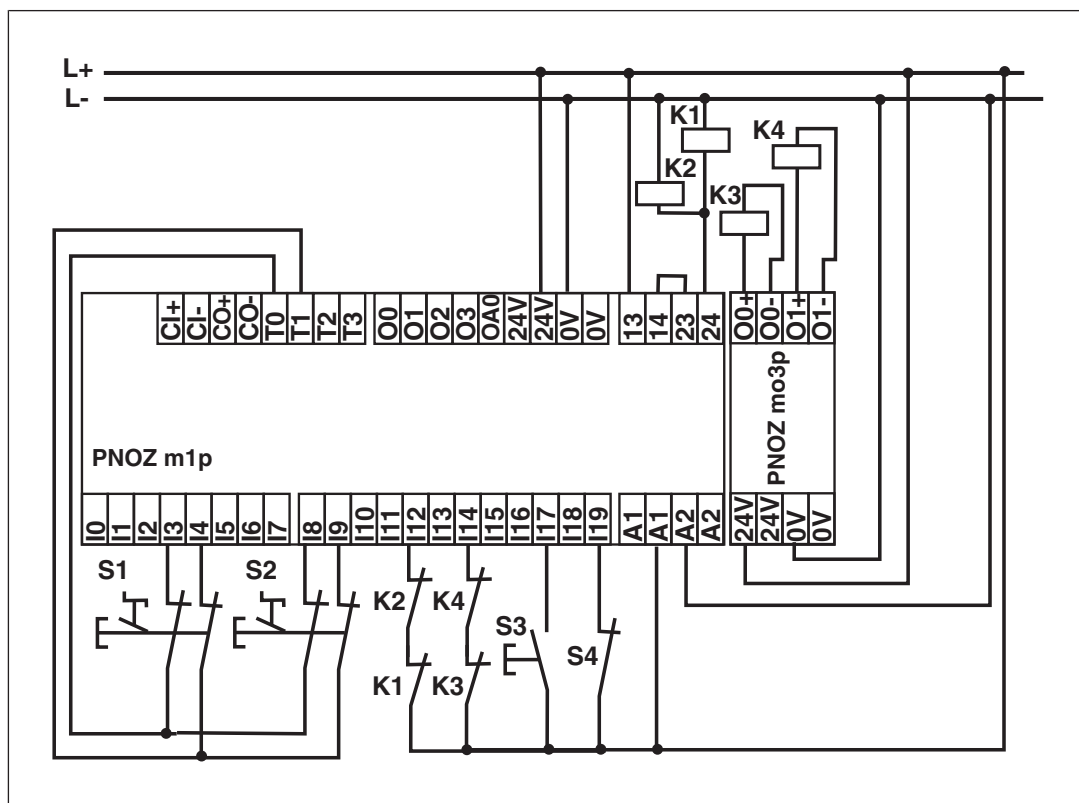 L+
L-
K1
K4
K2
K3
CI+ CI- CO+ CO- T0 T1 T2 T3 O0 O1 O2 O3 OA0 24V 24V 0V 0V 13 14 23 24 O0+ O0- O1+ O1-
PNOZ m1p
PNOZ mo3p
I0 I1 I2 I3 I4 I5 I6 I7 I8 I9 I10 I11 I12 I13 I14 I15 I16 I17 I18 I19 A1 A1 A2 A2 24V 24V 0V 0V
S1 S2
K2 K4
S3
S4
K1 K3